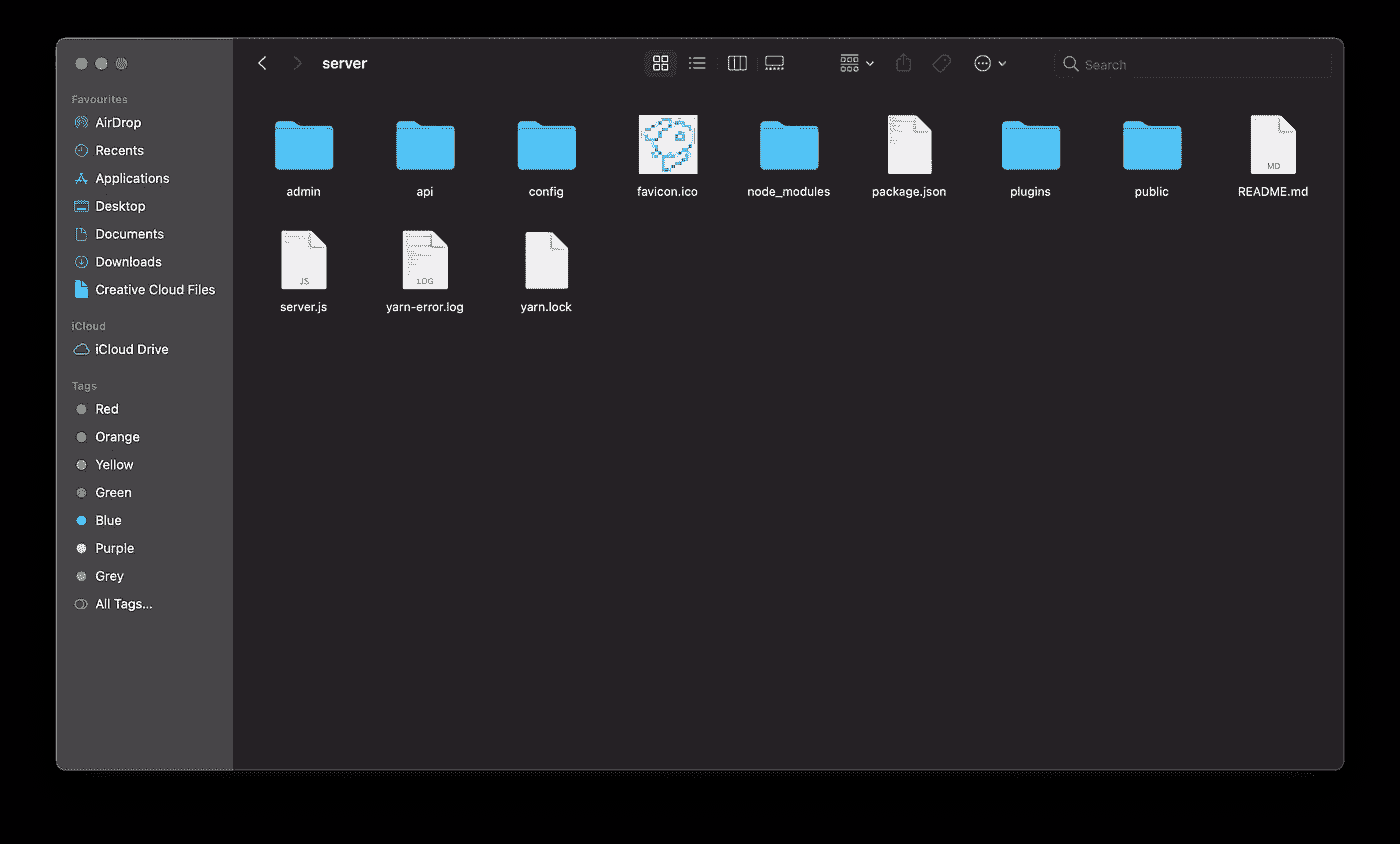 server
Search
Favourites
AirDrop
Recents
Applications
Desktop
Documents
Downloads
Creative Cloud Files
iCloud
iCloud Drive
Tags
Red
Orange
Yellow
Green
Blue
Purple
Grey
All Tags...
admin
api
config
favicon.ico
node_modules
package.json
plugins
public
MD
README.md
JS
server.js
LOG
yarn-error.log
yarn.lock